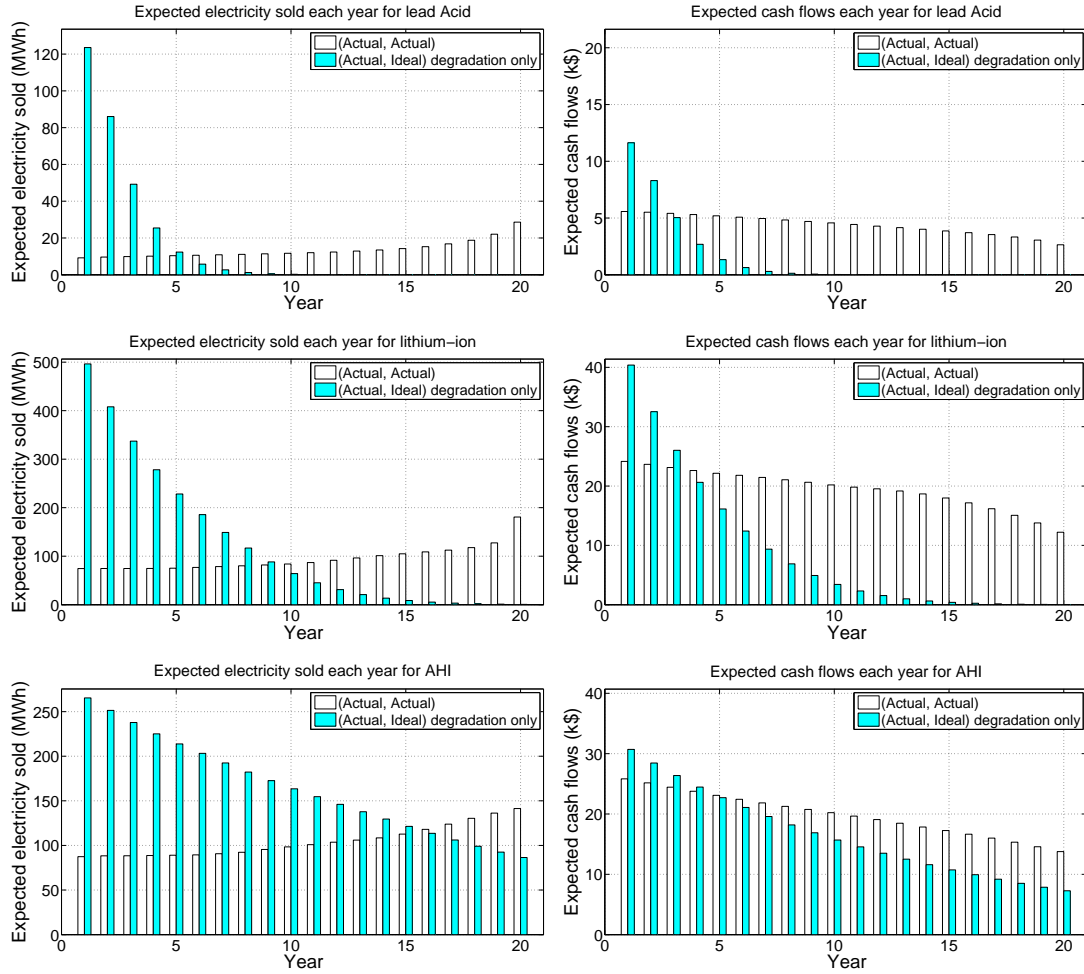 Expected electricity sold each year for lead Acid
Expected electricity sold (MWh)
120
100
80
60
40
20
0
(Actual, Actual)
(Actual, Ideal) degradation only
0 5 10 15 20
Year
Expected cash flows each year for lead Acid
Expected cash flows (k$)
20
15
10
5
0
(Actual, Actual)
(Actual, Ideal) degradation only
0 5 10 15 20
Year
Expected electricity sold each year for lithium−ion
Expected electricity sold (MWh)
500
400
300
200
100
0
(Actual, Actual)
(Actual, Ideal) degradation only
0 5 10 15 20
Year
Expected cash flows each year for lithium−ion
Expected cash flows (k$)
40
30
20
10
0
(Actual, Actual)
(Actual, Ideal) degradation only
0 5 10 15 20
Year
Expected electricity sold each year for AHI
Expected electricity sold (MWh)
250
200
150
100
50
0
(Actual, Actual)
(Actual, Ideal) degradation only
0 5 10 15 20
Year
Expected cash flows each year for AHI
Expected cash flows (k$)
40
30
20
10
0
(Actual, Actual)
(Actual, Ideal) degradation only
0 5 10 15 20
Year